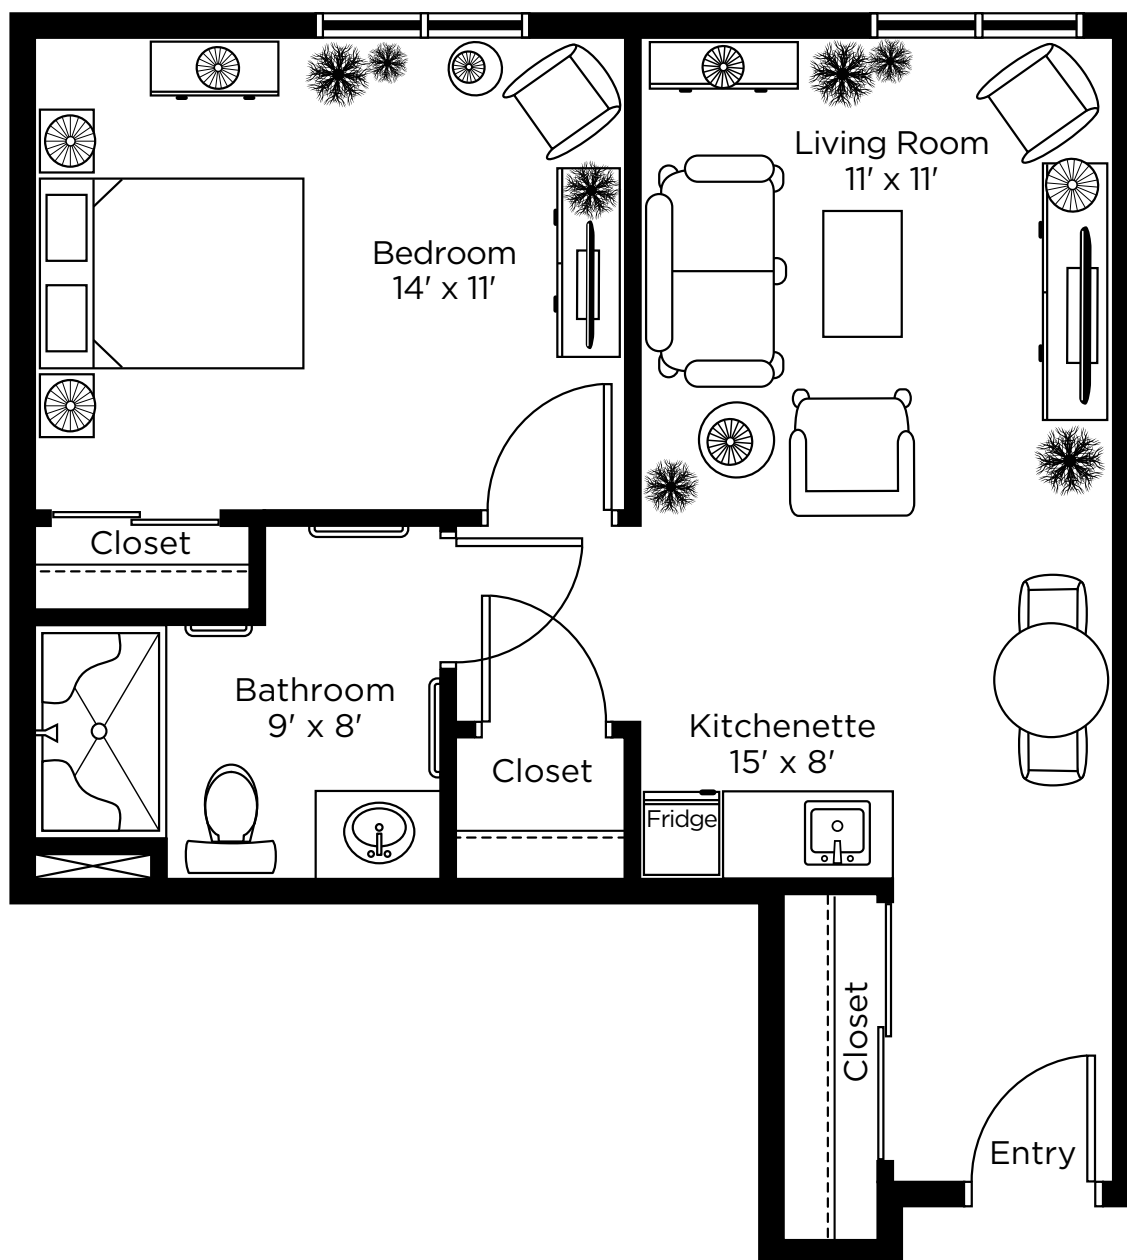 Living Room
11' x 11'
Bedroom
14' x 11'
Closet
Bathroom
9' x 8'
Kitchenette
15' x 8'
Closet
Fridge
Closet
Entry